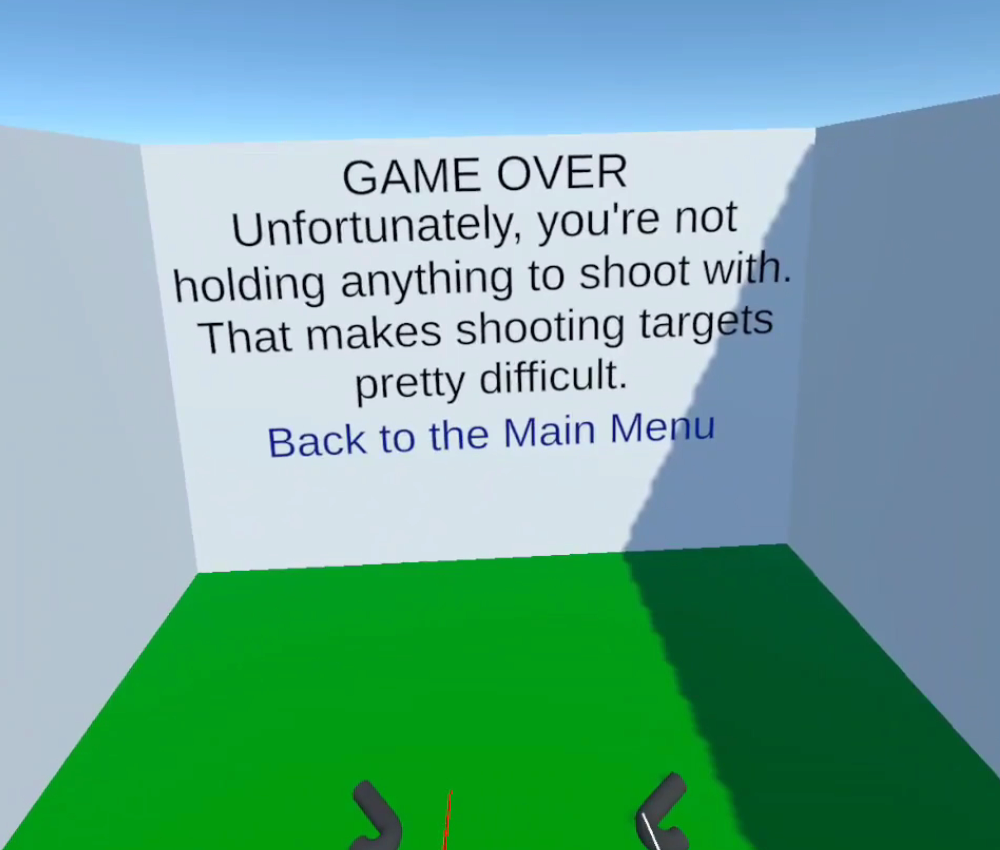 GAME OVER
Unfortunately, you're not
holding anything to shoot with.
That makes shooting targets
pretty difficult.
Back to the Main Menu